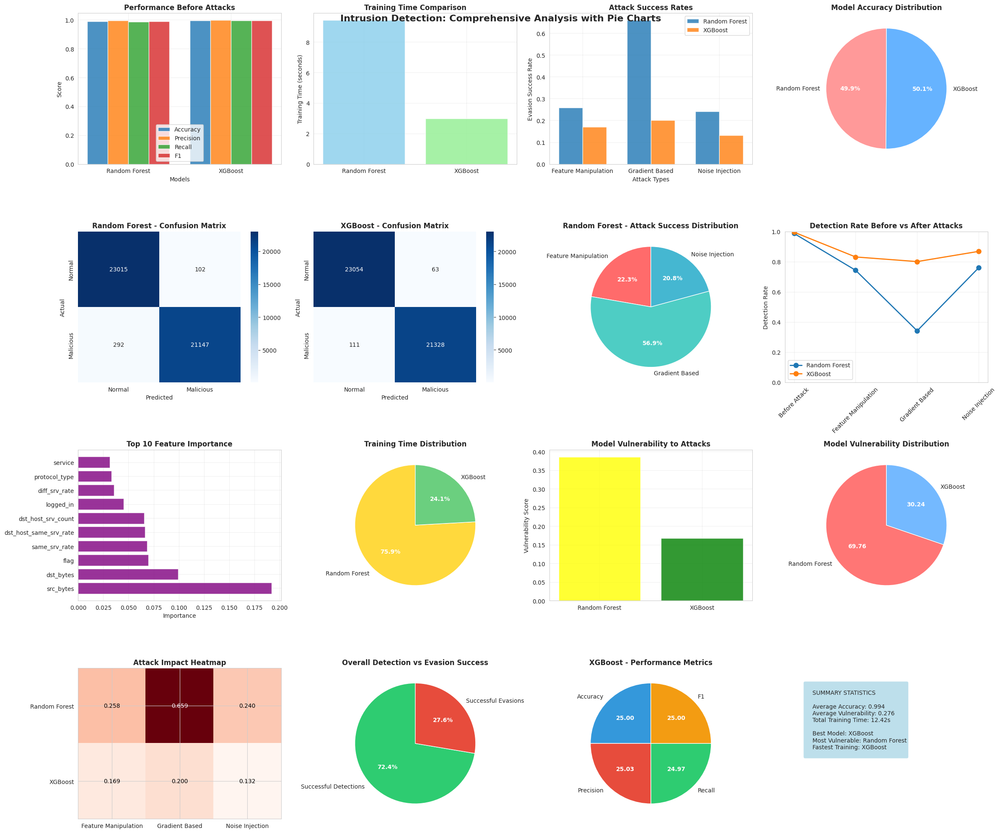 Intrusion Detection: Comprehensive Analysis with Pie Charts
Performance Before Attacks
Score
1.0
0.8
0.6
0.4
0.2
0.0
Accuracy
Precision
Recall
F1
Random Forest
XGBoost
Models
Training Time Comparison
Training Time (seconds)
8
6
4
2
0
Random Forest
XGBoost
Attack Success Rates
Evasion Success Rate
0.6
0.5
0.4
0.3
0.2
0.1
0.0
Random Forest
XGBoost
Feature Manipulation
Gradient Based
Noise Injection
Attack Types
Model Accuracy Distribution
Random Forest
49.9%
50.1%
XGBoost
Random Forest - Confusion Matrix
Actual
Normal
Malicious
23015
102
292
21147
Normal
Malicious
Predicted
20000
15000
10000
5000
XGBoost - Confusion Matrix
Actual
Normal
Malicious
23054
63
111
21328
Normal
Malicious
Predicted
20000
15000
10000
5000
Random Forest - Attack Success Distribution
Feature Manipulation
Noise Injection
22.3%
20.8%
56.9%
Gradient Based
Detection Rate Before vs After Attacks
Detection Rate
1.0
0.8
0.6
0.4
0.2
0.0
Random Forest
XGBoost
Before Attack
Feature Manipulation
Gradient Based
Noise Injection
Top 10 Feature Importance
service
protocol_type
diff_srv_rate
logged_in
dst_host_srv_count
dst_host_same_srv_rate
same_srv_rate
flag
dst_bytes
src_bytes
0.000
0.025
0.050
0.075
0.100
0.125
0.150
0.175
0.200
Importance
Training Time Distribution
XGBoost
24.1%
75.9%
Random Forest
Model Vulnerability to Attacks
Vulnerability Score
0.40
0.35
0.30
0.25
0.20
0.15
0.10
0.05
0.00
Random Forest
XGBoost
Model Vulnerability Distribution
XGBoost
30.24
69.76
Random Forest
Attack Impact Heatmap
Random Forest
XGBoost
0.258
0.659
0.240
0.169
0.200
0.132
Feature Manipulation
Gradient Based
Noise Injection
Overall Detection vs Evasion Success
Successful Evasions
27.6%
72.4%
Successful Detections
XGBoost - Performance Metrics
Accuracy
F1
25.00
25.00
25.03
24.97
Precision
Recall
SUMMARY STATISTICS
Average Accuracy: 0.994
Average Vulnerability: 0.276
Total Training Time: 12.42s
Best Model: XGBoost
Most Vulnerable: Random Forest
Fastest Training: XGBoost